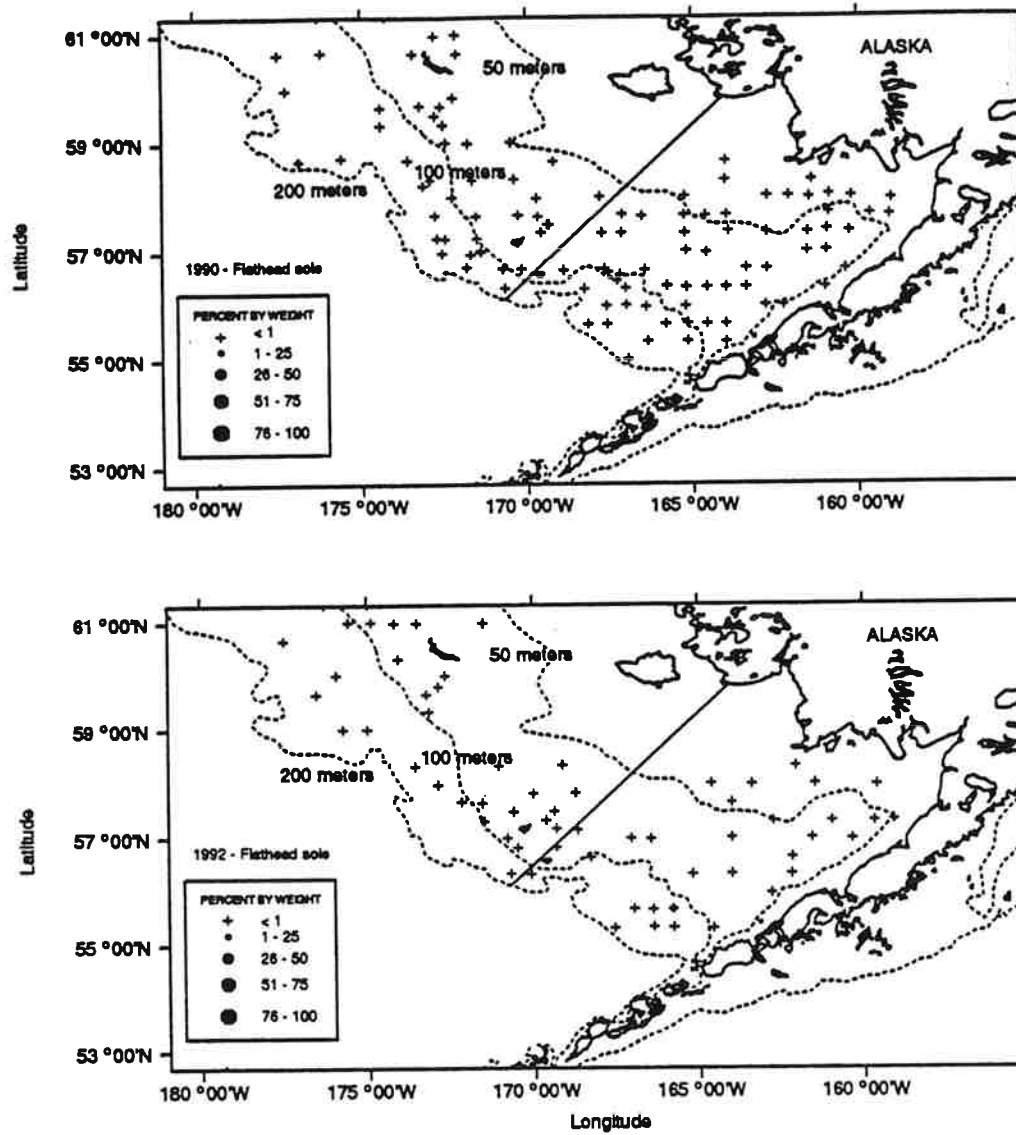 61 °00'N
ALASKA
50 meters
59 °00'N
100 meters
200 meters
Latitude
57 °00'N
1990 - Flathead sole
PERCENT BY WEIGHT
< 1
1 - 25
26 - 50
51 - 75
76 - 100
55 °00'N
53 °00'N
180 °00'W
175 °00'W
170 °00'W
165 °00'W
160 °00'W
61 °00'N
ALASKA
50 meters
59 °00'N
100 meters
200 meters
Latitude
57 °00'N
1992 - Flathead sole
PERCENT BY WEIGHT
< 1
1 - 25
26 - 50
51 - 75
76 - 100
55 °00'N
53 °00'N
180 °00'W
175 °00'W
170 °00'W
165 °00'W
160 °00'W
Longitude